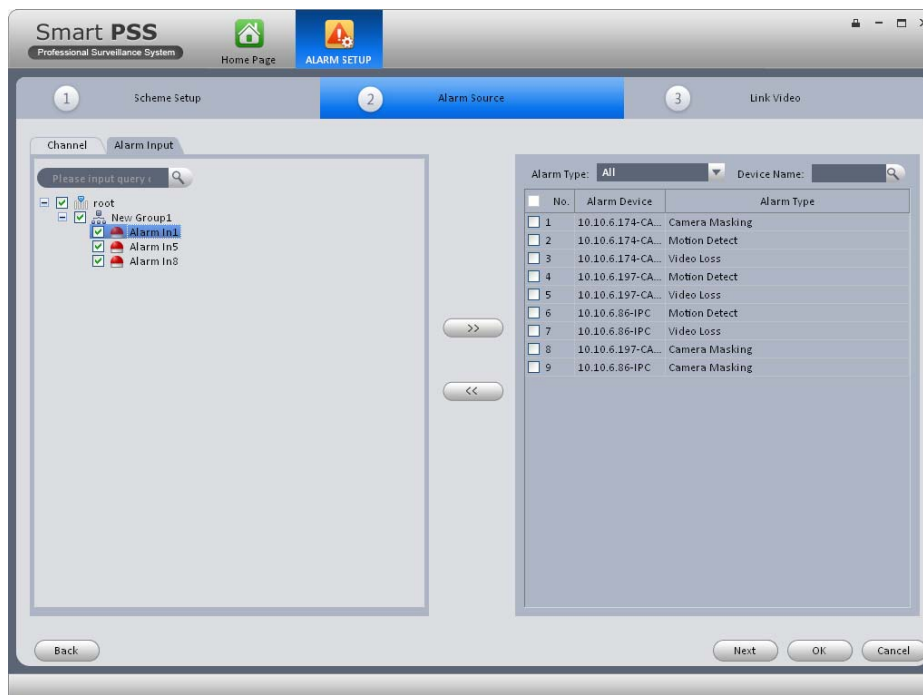 Smart PSS
Professional Surveillance System
Home Page
ALARM SETUP
1 Scheme Setup
2 Alarm Source
3 Link Video
Channel Alarm Input
Please input query
root
New Group1
Alarm In1
Alarm In5
Alarm In8
>>
<<
Alarm Type: All Device Name:
No. Alarm Device Alarm Type
1 10.10.6.174-CA... Camera Masking
2 10.10.6.174-CA... Motion Detect
3 10.10.6.174-CA... Video Loss
4 10.10.6.197-CA... Motion Detect
5 10.10.6.197-CA... Video Loss
6 10.10.6.86-IPC Motion Detect
7 10.10.6.86-IPC Video Loss
8 10.10.6.197-CA... Camera Masking
9 10.10.6.86-IPC Camera Masking
Back Next OK Cancel